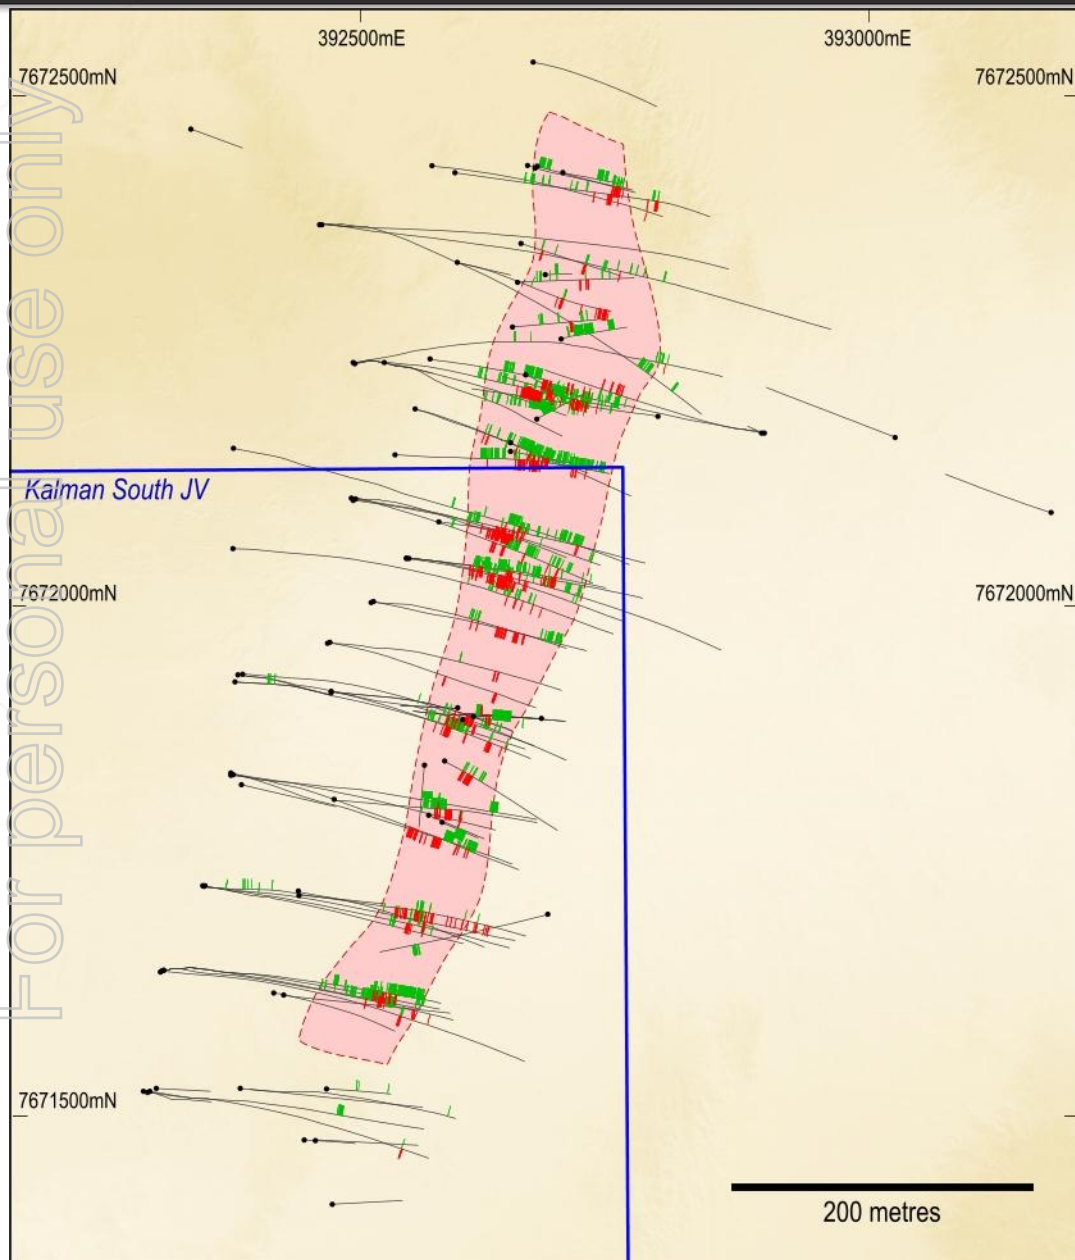 392500mE
393000mE
7672500mN
7672500mN
For personal use only
Kalman South JV
7672000mN
7672000mN
7671500mN
200 metres